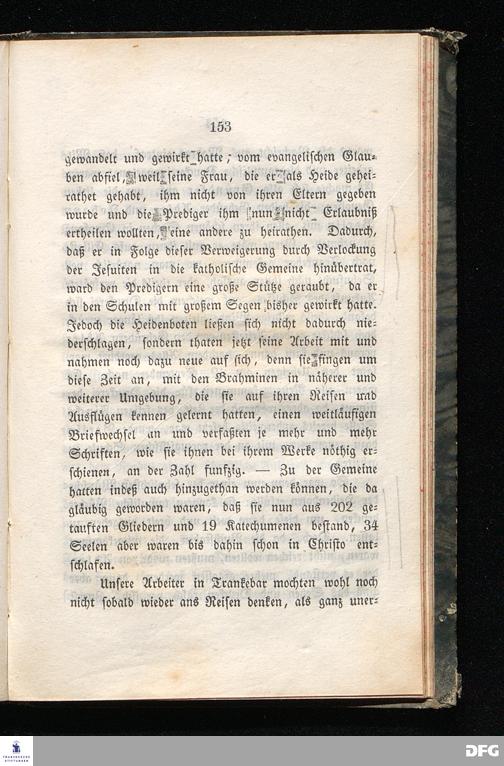 153
gewandelt und gewirkt hatte, vom evangelischen Glau-
ben abfiel, weil seine Frau, die er als Heide gehei-
rathet gehabt, ihm nicht von ihren Eltern gegeben
wurde und die Prediger ihm nun nicht Erlaubniß
ertheilen wollten, eine andere zu heirathen. Dadurch,
daß er in Folge dieser Verweigerung durch Verlockung
der Jesuiten in die katholische Gemeine hinübertrat,
ward den Predigern eine große Stütze geraubt, da er
in den Schulen mit großem Segen bisher gewirkt hatte.
Jedoch die Heidenboten ließen sich nicht dadurch nie-
derschlagen, sondern thaten jetzt seine Arbeit mit und
nahmen noch dazu neue auf sich, denn sie fingen um
diese Zeit an, mit den Brahminen in näherer und
weiterer Umgebung, die sie auf ihren Reisen und
Ausflügen kennen gelernt hatten, einen weitläufigen
Briefwechsel an und verfaßten je mehr und mehr
Schriften, wie sie ihnen bei ihrem Werke nöthig er-
schienen, an der Zahl funfzig. — Zu der Gemeine
hatten indeß auch hinzugethan werden können, die da
gläubig geworden waren, daß sie nun aus 202 ge-
tauften Gliedern und 19 Katechumenen bestand, 34
Seelen aber waren bis dahin schon in Christo ent-
schlafen.
Unsere Arbeiter in Trankebar mochten wohl noch
nicht sobald wieder ans Reisen denken, als ganz uner-
FRANCKESCHE
STIFTUNGEN
DFG